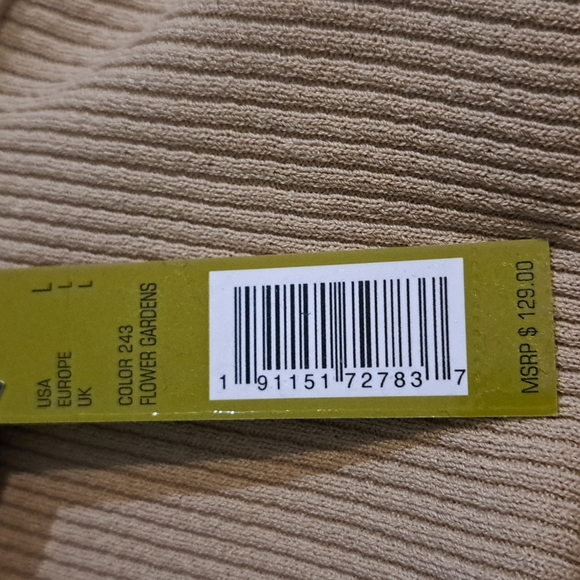 USA L
EUROPE L
UK L
COLOR 243
FLOWER GARDENS
1 91151 72783 7
MSRP $ 129.00